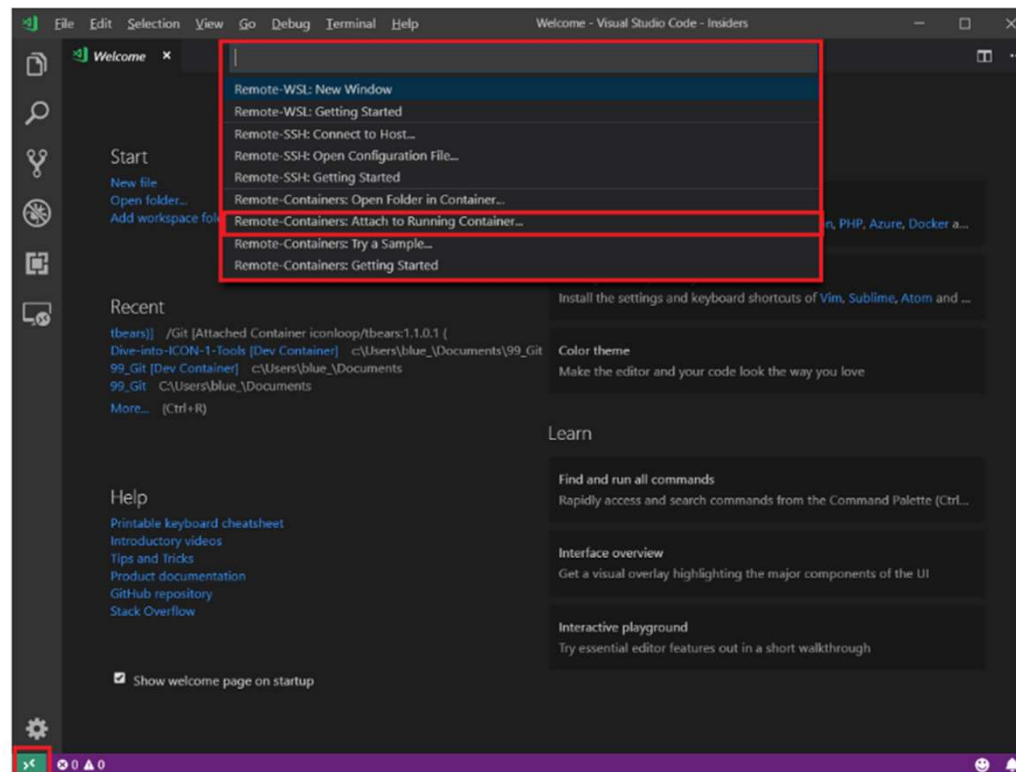 File Edit Selection View Go Debug Terminal Help Welcome - Visual Studio Code - Insiders
Welcome
Remote-WSL: New Window
Remote-WSL: Getting Started
Remote-SSH: Connect to Host...
Remote-SSH: Open Configuration File...
Remote-SSH: Getting Started
Remote-Containers: Open Folder in Container...
Remote-Containers: Attach to Running Container...
Remote-Containers: Try a Sample...
Remote-Containers: Getting Started
Start
New file
Open folder...
Add workspace
Recent
tbears)] /Git [Attached Container iconloop/tbears:1.1.0.1 (
Dive-into-ICON-1-Tools [Dev Container] c:\Users\blue_\Documents\99_Git
99_Git [Dev Container] c:\Users\blue_\Documents
99_Git C:\Users\blue_\Documents
More... (Ctrl+R)
Help
Printable keyboard cheatsheet
Introductory videos
Tips and Tricks
Product documentation
GitHub repository
Stack Overflow
Show welcome page on startup
PHP, Azure, Docker a...
Install the settings and keyboard shortcuts of Vim, Sublime, Atom and ...
Color theme
Make the editor and your code look the way you love
Learn
Find and run all commands
Rapidly access and search commands from the Command Palette (Ctrl...
Interface overview
Get a visual overlay highlighting the major components of the UI
Interactive playground
Try essential editor features out in a short walkthrough
0 0